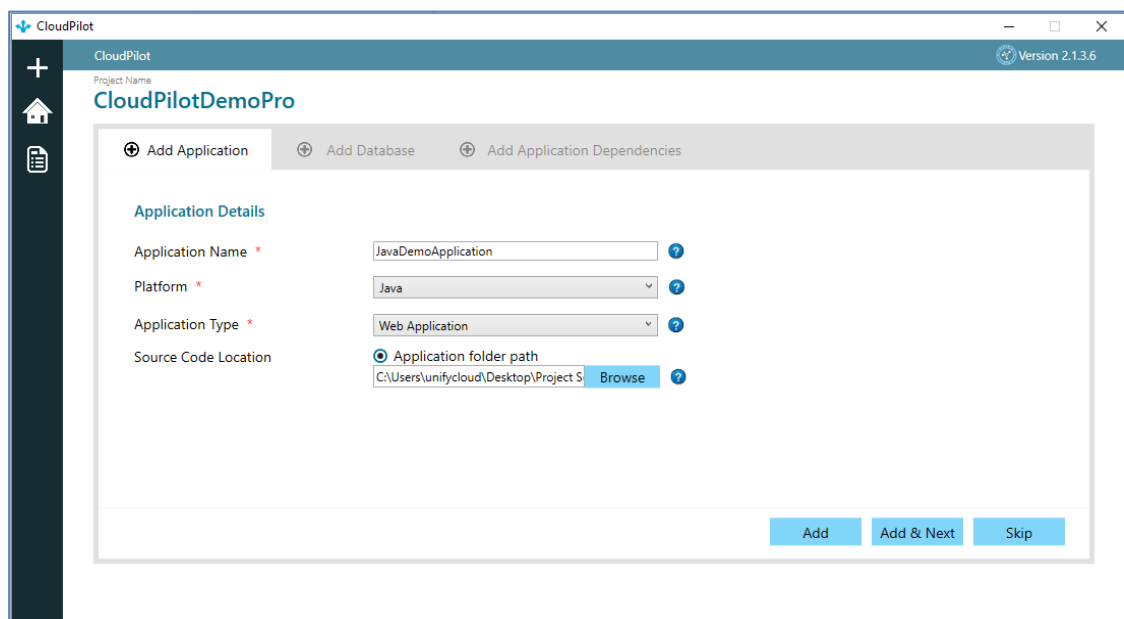 CloudPilot
CloudPilot
Version 2.1.3.6
Project Name
CloudPilotDemoPro
Add Application
Add Database
Add Application Dependencies
Application Details
Application Name *
JavaDemoApplication
Platform *
Java
Application Type *
Web Application
Source Code Location
Application folder path
C:\Users\unifycloud\Desktop\Project S
Browse
Add
Add & Next
Skip